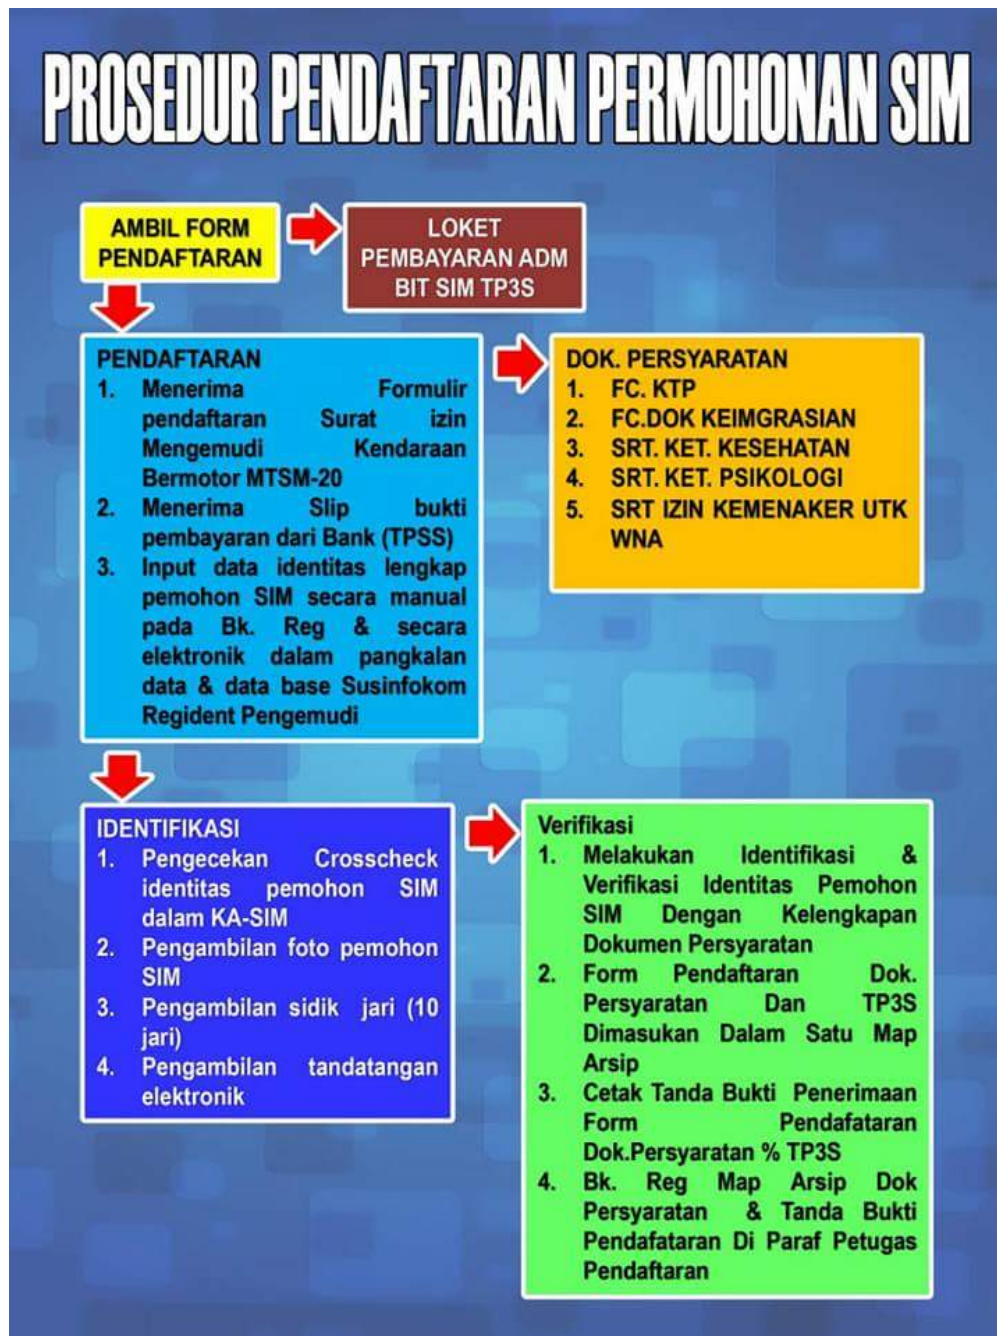 PROSEDUR PENDAFTARAN PERMOHONAN SIM
AMBIL FORM
PENDAFTARAN
LOKET
PEMBAYARAN ADM
BIT SIM TP3S
PENDAFTARAN
1. Menerima Formulir
pendaftaran Surat izin
Mengemudi Kendaraan
Bermotor MTSM-20
2. Menerima Slip bukti
pembayaran dari Bank (TPSS)
3. Input data identitas lengkap
pemohon SIM secara manual
pada Bk. Reg & secara
elektronik dalam pangkalan
data & data base Susinfokom
Regident Pengemudi
DOK. PERSYARATAN
1. FC. KTP
2. FC.DOK KEIMGRASIAN
3. SRT. KET. KESEHATAN
4. SRT. KET. PSIKOLOGI
5. SRT IZIN KEMENAKER UTK
WNA
IDENTIFIKASI
1. Pengecekan Crosscheck
identitas pemohon SIM
dalam KA-SIM
2. Pengambilan foto pemohon
SIM
3. Pengambilan sidik jari (10
jari)
4. Pengambilan tandatangan
elektronik
Verifikasi
1. Melakukan Identifikasi &
Verifikasi Identitas Pemohon
SIM Dengan Kelengkapan
Dokumen Persyaratan
2. Form Pendaftaran Dok.
Persyaratan Dan TP3S
Dimasukan Dalam Satu Map
Arsip
3. Cetak Tanda Bukti Penerimaan
Form Pendafataran
Dok.Persyaratan % TP3S
4. Bk. Reg Map Arsip Dok
Persyaratan & Tanda Bukti
Pendafataran Di Paraf Petugas
Pendaftaran